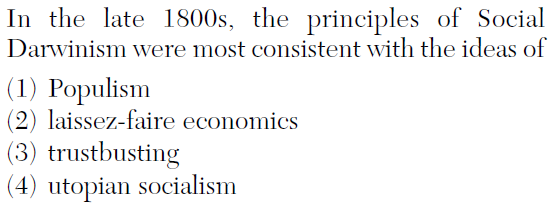 In the late 1800s, the principles of Social
Darwinism were most consistent with the ideas of
(1) Populism
(2) laissez-faire economics
(3) trustbusting
(4) utopian socialism